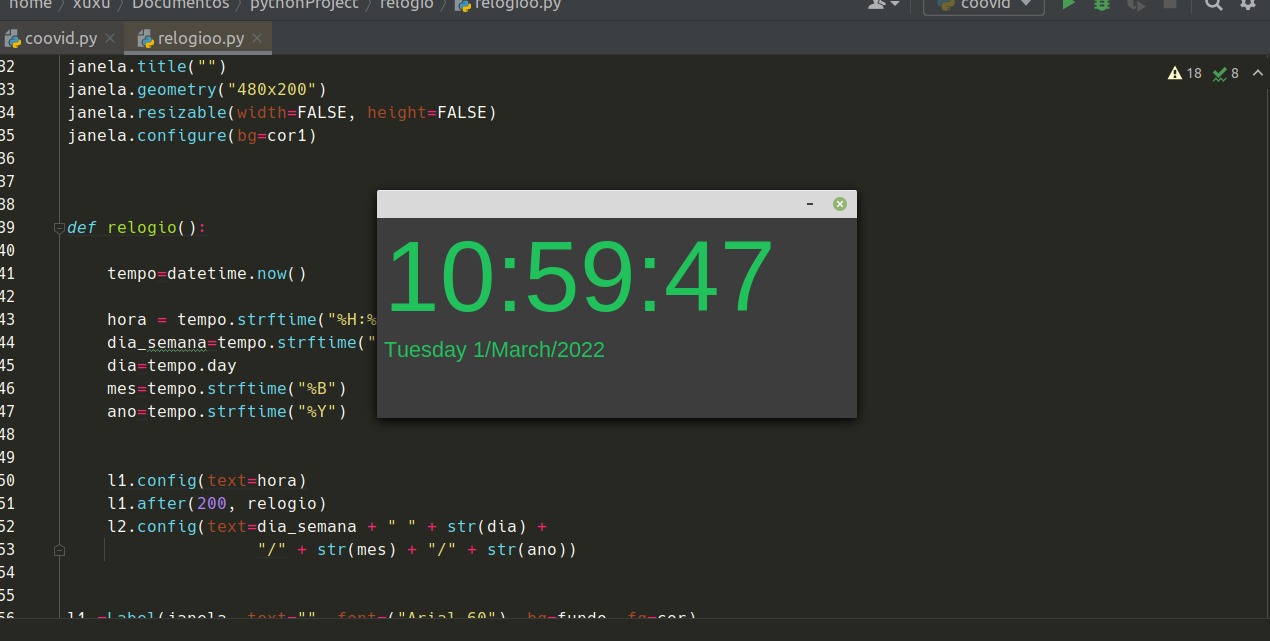 home > xuxu > Documentos > pythonProject > relogio > relogioo.py
coovid
coovid.py
relogioo.py
18 8
32 janela.title("")
33 janela.geometry("480x200")
34 janela.resizable(width=FALSE, height=FALSE)
35 janela.configure(bg=cor1)
36
37
38
39 def relogio():
40
41 tempo=datetime.now()
42
43 hora = tempo.strftime("%H:%
44 dia_semana=tempo.strftime("
45 dia=tempo.day
46 mes=tempo.strftime("%B")
47 ano=tempo.strftime("%Y")
48
49
50 l1.config(text=hora)
51 l1.after(200, relogio)
52 l2.config(text=dia_semana + " " + str(dia) +
53 "/" + str(mes) + "/" + str(ano))
54
55
56 l1 =Label(janela, text="", font=("Arial 60"), bg=fundo, fg=cor)
10:59:47
Tuesday 1/March/2022